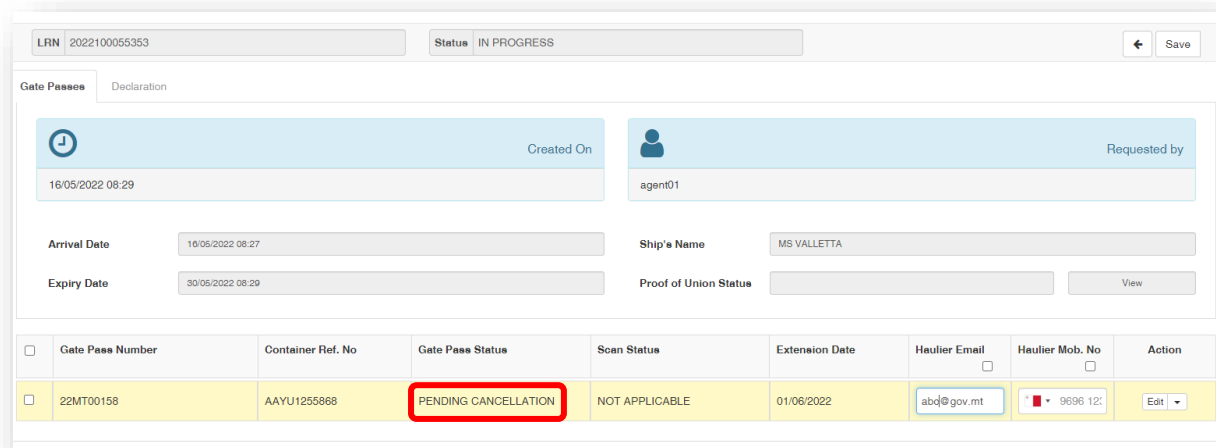 LRN 2022100055353 Status IN PROGRESS Save
Gate Passes Declaration
Created On Requested by
16/05/2022 08:29 agent01
Arrival Date 16/05/2022 08:27 Ship's Name MS VALLETTA
Expiry Date 30/05/2022 08:29 Proof of Union Status View
Gate Pass Number Container Ref. No Gate Pass Status Scan Status Extension Date Haulier Email Haulier Mob. No Action
22MT00158 AAYU1255868 PENDING CANCELLATION NOT APPLICABLE 01/06/2022 abc@gov.mt 9696 Edit